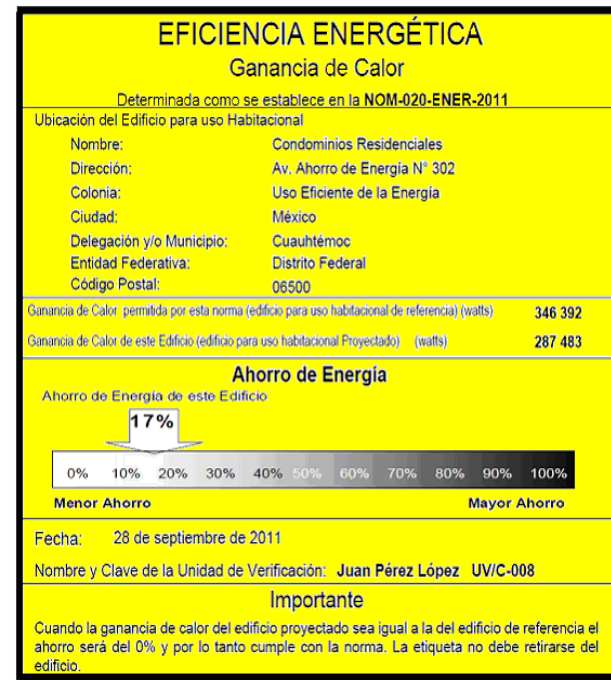 EFICIENCIA ENERGÉTICA
Ganancia de Calor
Determinada como se establece en la NOM-020-ENER-2011
Ubicación del Edificio para uso Habitacional
Nombre: Condominios Residenciales
Dirección: Av. Ahorro de Energía N° 302
Colonia: Uso Eficiente de la Energía
Ciudad: México
Delegación y/o Municipio: Cuauhtémoc
Entidad Federativa: Distrito Federal
Código Postal: 06500
Ganancia de Calor permitida por esta norma (edificio para uso habitacional de referencia) (watts) 346 392
Ganancia de Calor de este Edificio (edificio para uso habitacional Proyectado) (watts) 287 483
Ahorro de Energía
Ahorro de Energía de este Edificio
17%
0% 10% 20% 30% 40% 50% 60% 70% 80% 90% 100%
Menor Ahorro Mayor Ahorro
Fecha: 28 de septiembre de 2011
Nombre y Clave de la Unidad de Verificación: Juan Pérez López UV/C-008
Importante
Cuando la ganancia de calor del edificio proyectado sea igual a la del edificio de referencia el
ahorro será del 0% y por lo tanto cumple con la norma. La etiqueta no debe retirarse del
edificio.